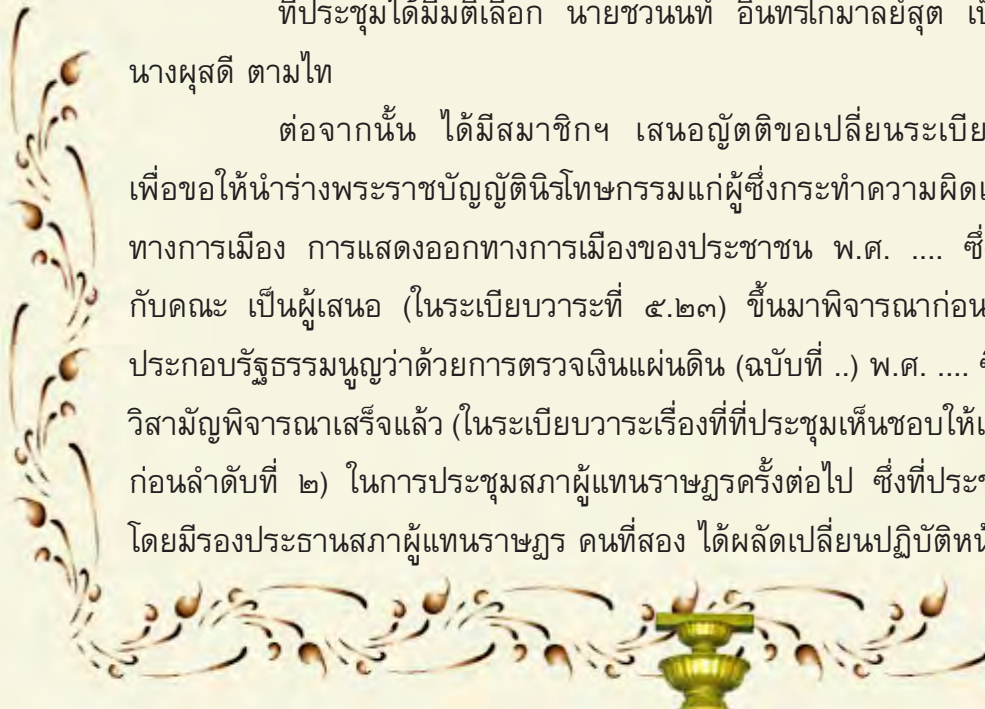 ที่ประชุมได้มีมติเลือก นายชวนนท์ อินทรโกมาลย์สุต
นางผุสดี ตามไท
ต่อจากนั้น ได้มีสมาชิกฯ เสนอญัตติขอเปลี่ยนระเบีย
เพื่อขอให้นำร่างพระราชบัญญัตินิรโทษกรรมแก่ผู้ซึ่งกระทำความผิดเ
ทางการเมือง การแสดงออกทางการเมืองของประชาชน พ.ศ. .... ซึ่
กับคณะ เป็นผู้เสนอ (ในระเบียบวาระที่ ๕.๒๓) ขึ้นมาพิจารณาก่อน
ประกอบรัฐธรรมนูญว่าด้วยการตรวจเงินแผ่นดิน (ฉบับที่ ..) พ.ศ. ....
วิสามัญพิจารณาเสร็จแล้ว (ในระเบียบวาระเรื่องที่ที่ประชุมเห็นชอบให้เ
ก่อนลำดับที่ ๒) ในการประชุมสภาผู้แทนราษฎรครั้งต่อไป ซึ่งที่ประช
โดยมีรองประธานสภาผู้แทนราษฎร คนที่สอง ได้ผลัดเปลี่ยนปฏิบัติหน้